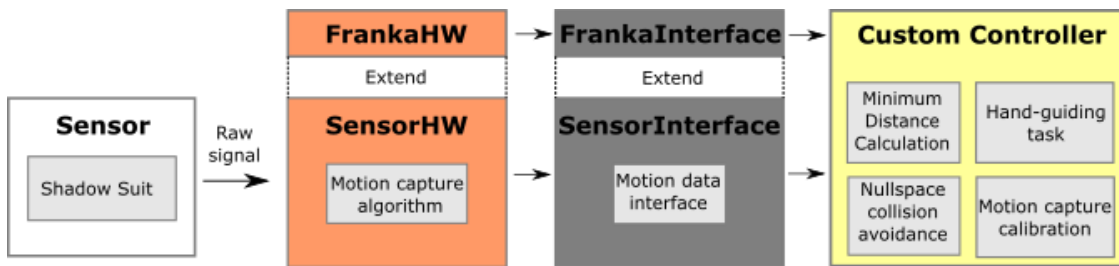 Sensor
Shadow Suit
Raw
signal
FrankaHW
Extend
SensorHW
Motion capture
algorithm
FrankaInterface
Extend
SensorInterface
Motion data
interface
Custom Controller
Minimum
Distance
Calculation
Hand-guiding
task
Nullspace
collision
avoidance
Motion capture
calibration